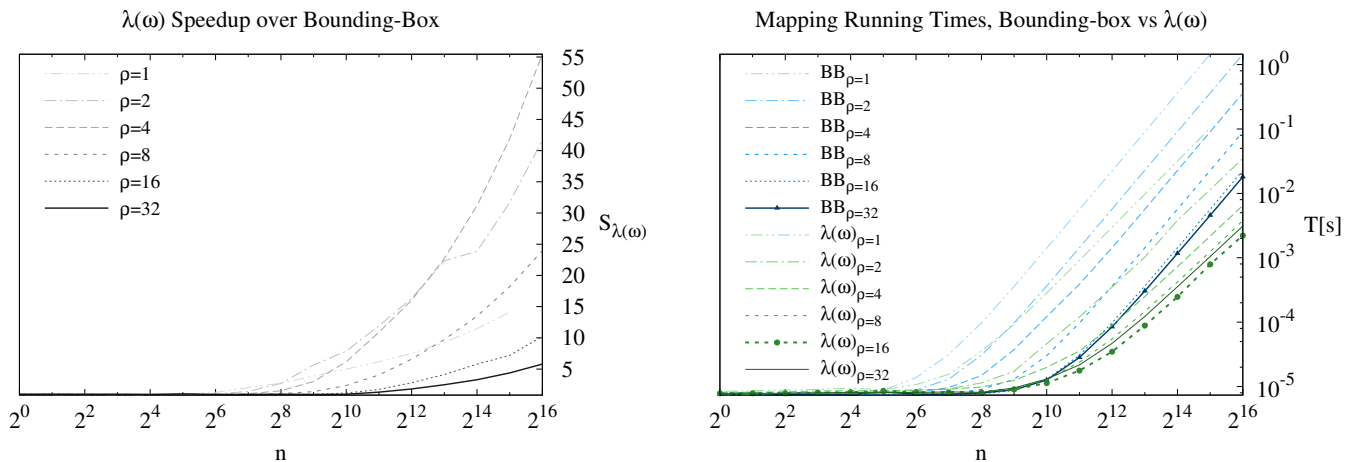 λ(ω) Speedup over Bounding-Box
ρ=1
ρ=2
ρ=4
ρ=8
ρ=16
ρ=32
55
50
45
40
35
30
25
20
15
10
5
S_λ(ω)
2^0 2^2 2^4 2^6 2^8 2^10 2^12 2^14 2^16
n
Mapping Running Times, Bounding-box vs λ(ω)
BB_ρ=1
BB_ρ=2
BB_ρ=4
BB_ρ=8
BB_ρ=16
BB_ρ=32
λ(ω)_ρ=1
λ(ω)_ρ=2
λ(ω)_ρ=4
λ(ω)_ρ=8
λ(ω)_ρ=16
λ(ω)_ρ=32
10^0
10^-1
10^-2
10^-3
10^-4
10^-5
T[s]
2^0 2^2 2^4 2^6 2^8 2^10 2^12 2^14 2^16
n